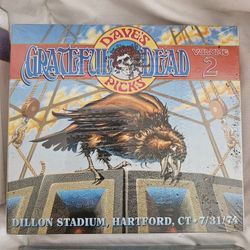 DAVE'S
GRATEFUL DEAD
PICKS
VOLUME
2
DILLON STADIUM, HARTFORD, CT • 7/31/74